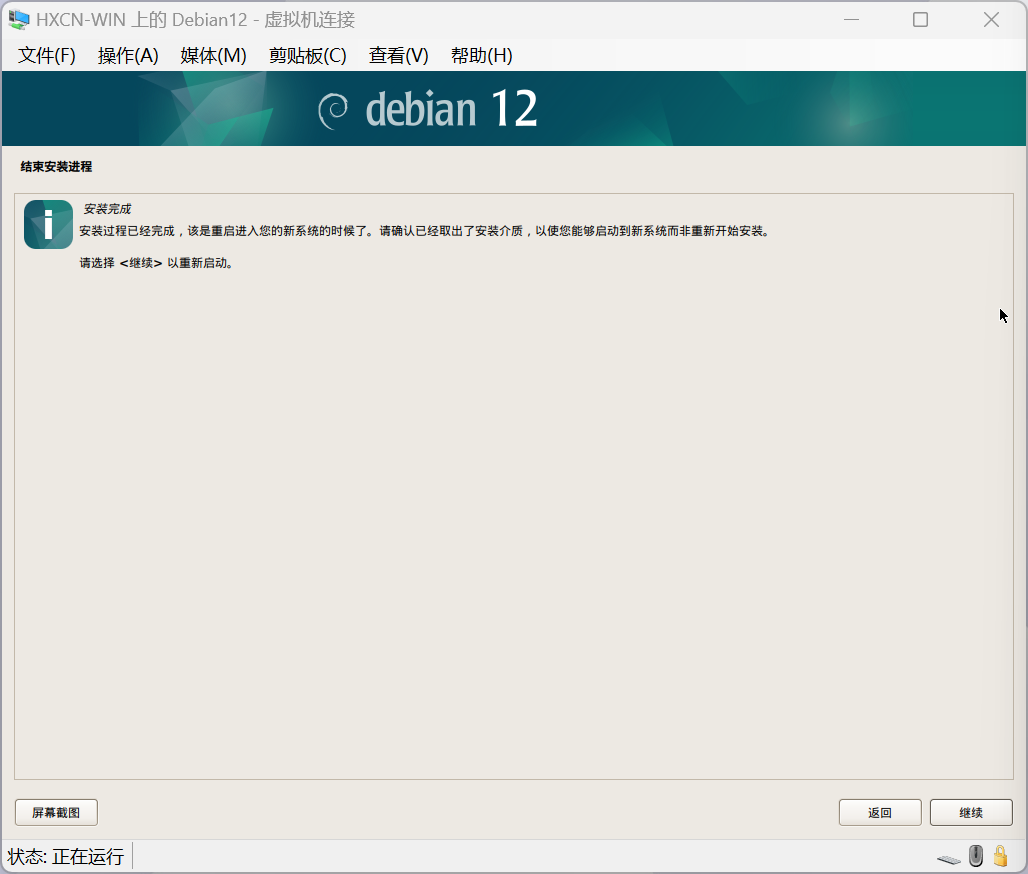 HXCN-WIN 上的 Debian12 - 虚拟机连接
文件(F) 操作(A) 媒体(M) 剪贴板(C) 查看(V) 帮助(H)
debian 12
结束安装进程
i
安装完成
安装过程已经完成，该是重启进入您的新系统的时候了。请确认已经取出了安装介质，以使您能够启动到新系统而非重新开始安装。
请选择 <继续> 以重新启动。
屏幕截图 返回 继续
状态: 正在运行